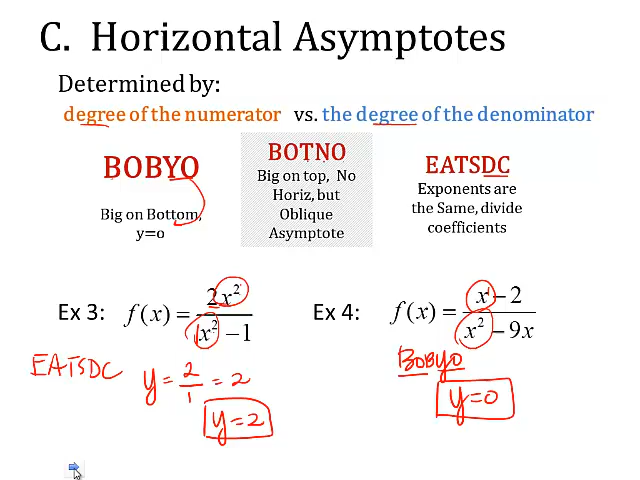 C. Horizontal Asymptotes
Determined by:
degree of the numerator vs. the degree of the denominator
BOBYO
Big on Bottom,
y=0
BOTNO
Big on top, No
Horiz, but
Oblique
Asymptote
EATSDC
Exponents are
the Same, divide
coefficients
Ex 3: f(x) = 2x² / x² − 1
EATSDC
y = 2/1 = 2
y = 2
Ex 4: f(x) = x − 2 / x² − 9x
BOBYO
y = 0